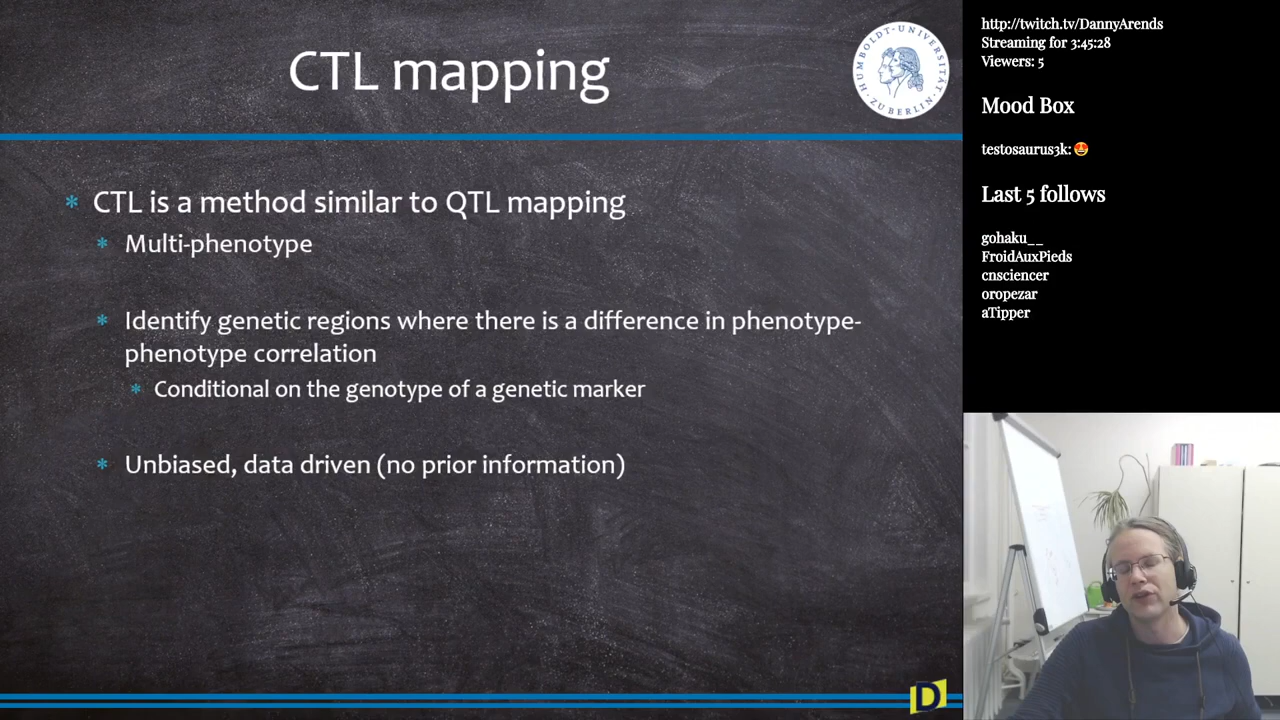 CTL mapping
HUMBOLDT-UNIVERSITÄT
ZU BERLIN
* CTL is a method similar to QTL mapping
* Multi-phenotype
* Identify genetic regions where there is a difference in phenotype-
phenotype correlation
* Conditional on the genotype of a genetic marker
* Unbiased, data driven (no prior information)
D
http://twitch.tv/DannyArends
Streaming for 3:45:28
Viewers: 5
Mood Box
testosaurus3k: 🤩
Last 5 follows
gohaku__
FroidAuxPieds
cnsciencer
oropezar
aTipper